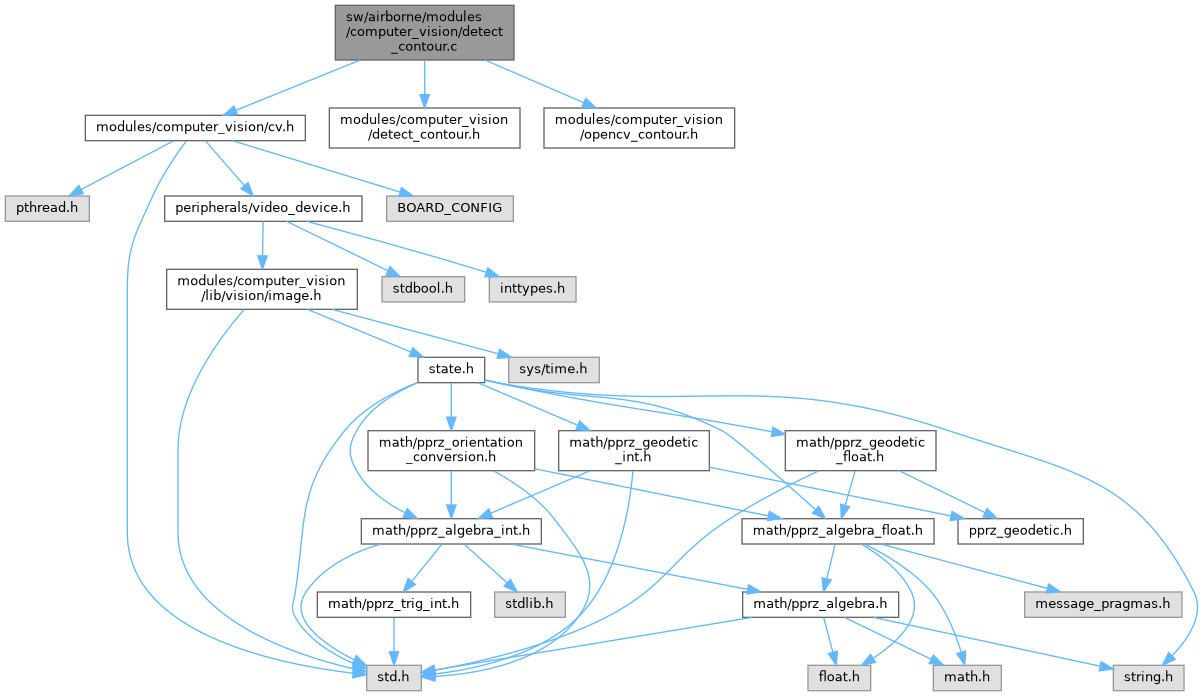 sw/airborne/modules
/computer_vision/detect
_contour.c
modules/computer_vision/cv.h
modules/computer_vision
/detect_contour.h
modules/computer_vision
/opencv_contour.h
pthread.h
peripherals/video_device.h
BOARD_CONFIG
modules/computer_vision
/lib/vision/image.h
stdbool.h
inttypes.h
state.h
sys/time.h
math/pprz_orientation
_conversion.h
math/pprz_geodetic
_int.h
math/pprz_geodetic
_float.h
math/pprz_algebra_int.h
math/pprz_algebra_float.h
pprz_geodetic.h
math/pprz_trig_int.h
stdlib.h
math/pprz_algebra.h
message_pragmas.h
std.h
float.h
math.h
string.h